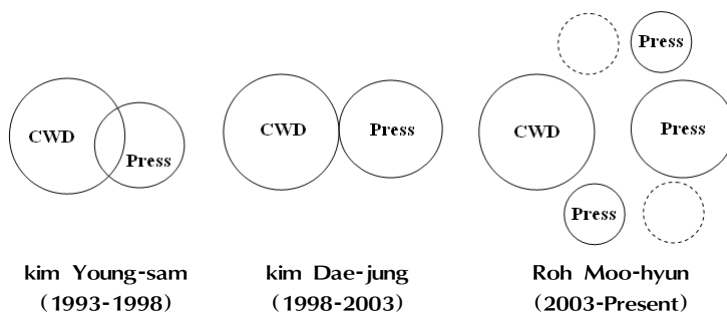 CWD
Press
kim Young-sam
(1993-1998)
CWD
Press
kim Dae-jung
(1998-2003)
Press
CWD
Press
Press
Roh Moo-hyun
(2003-Present)